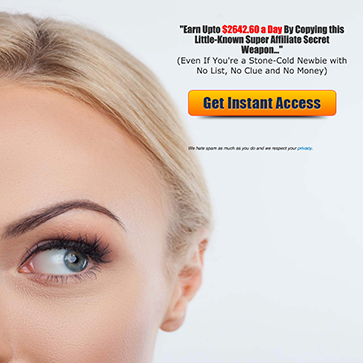 "Earn Upto $2642.60 a Day By Copying this
Little-Known Super Affiliate Secret
Weapon..."
(Even If You're a Stone-Cold Newbie with
No List, No Clue and No Money)
Get Instant Access
We hate spam as much as you do and we respect your privacy.